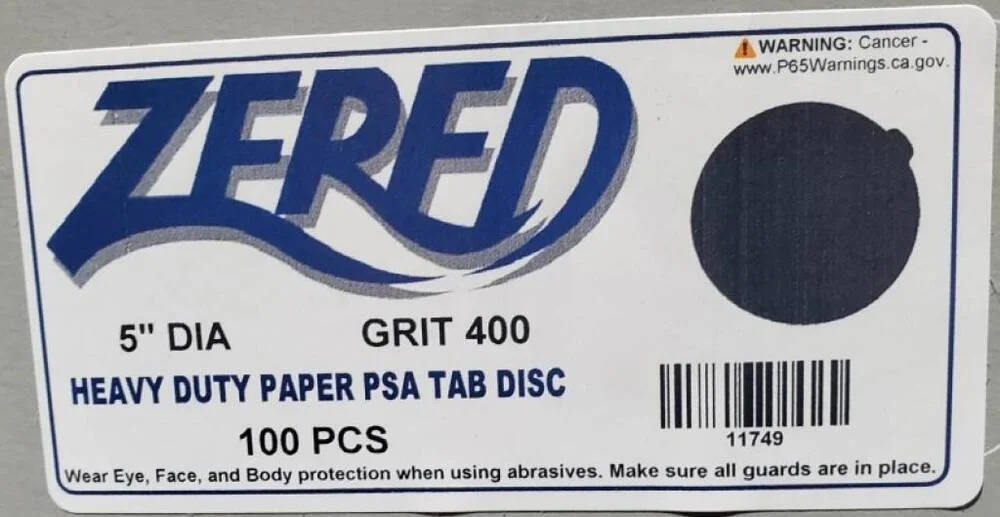 WARNING: Cancer -
www.P65Warnings.ca.gov.
ZERED
5" DIA GRIT 400
HEAVY DUTY PAPER PSA TAB DISC
100 PCS
11749
Wear Eye, Face, and Body protection when using abrasives. Make sure all guards are in place.